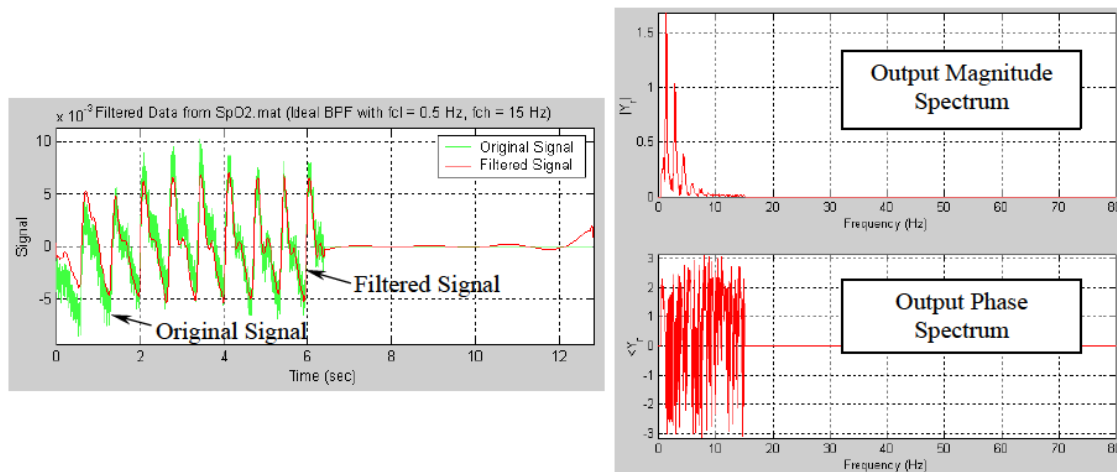 x 10⁻³ Filtered Data from SpO2.mat (Ideal BPF with fcl = 0.5 Hz, fch = 15 Hz)
10
5
0
-5
Signal
Original Signal
Filtered Signal
Filtered Signal
Original Signal
0 2 4 6 8 10 12
Time (sec)
1.5
1
0.5
0
|Yr|
Output Magnitude
Spectrum
0 10 20 30 40 50 60 70 80
Frequency (Hz)
3
2
1
0
-1
-2
-3
<Yr
Output Phase
Spectrum
0 10 20 30 40 50 60 70 80
Frequency (Hz)